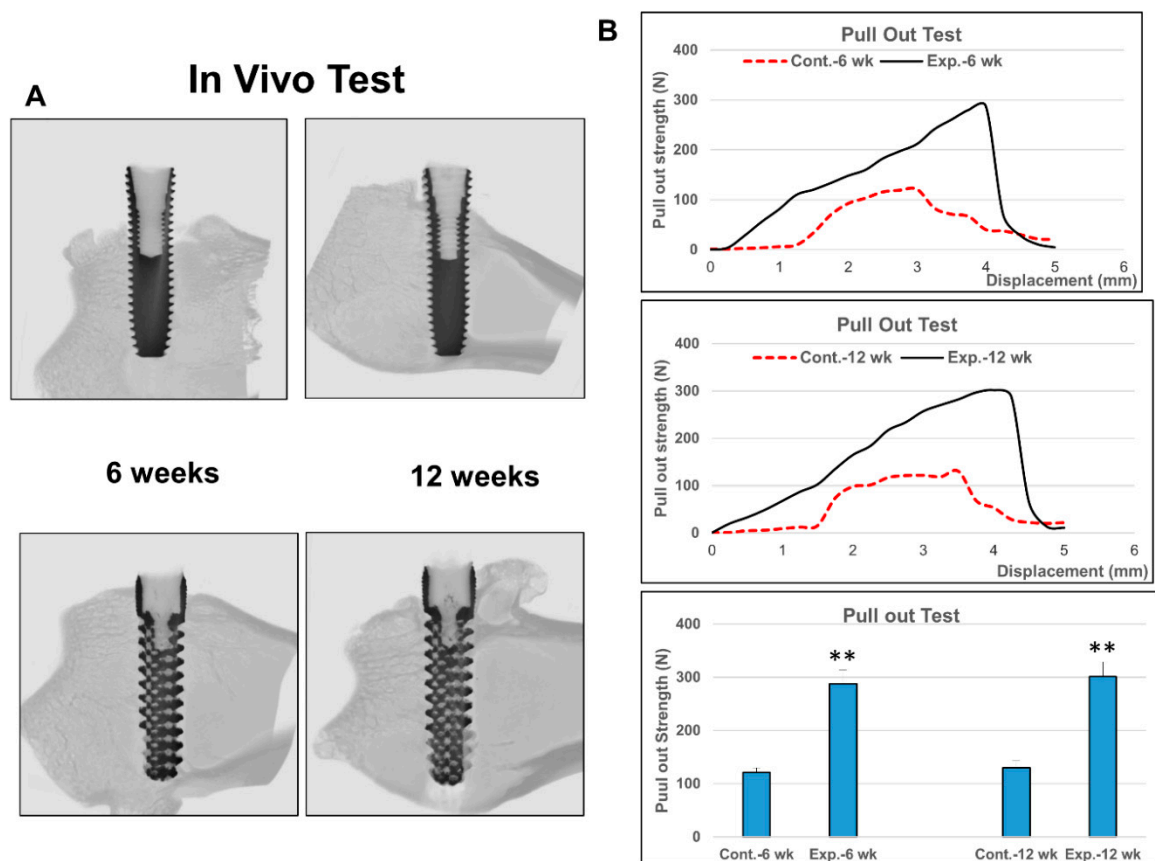 In Vivo Test
A
6 weeks
12 weeks
B
Pull Out Test
Cont.-6 wk Exp.-6 wk
Pull out strength (N)
400
300
200
100
0
0 1 2 3 4 5 6
Displacement (mm)
Pull Out Test
Cont.-12 wk Exp.-12 wk
Pull out strength (N)
400
300
200
100
0
0 1 2 3 4 5 6
Displacement (mm)
Pull out Test
Puul out Strength (N)
400
300
200
100
0
** **
Cont.-6 wk Exp.-6 wk Cont.-12 wk Exp.-12 wk